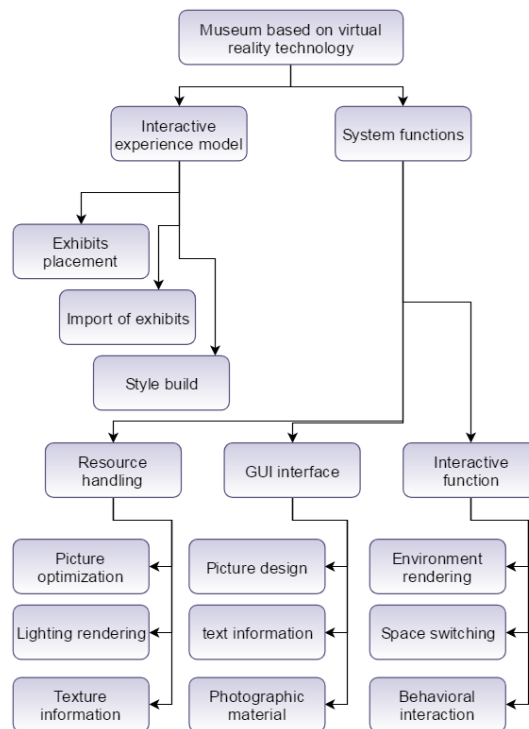 Museum based on virtual
reality technology
Interactive
experience model
System functions
Exhibits
placement
Import of exhibits
Style build
Resource
handling
GUI interface
Interactive
function
Picture
optimization
Picture design
Environment
rendering
Lighting rendering
text information
Space switching
Texture
information
Photographic
material
Behavioral
interaction